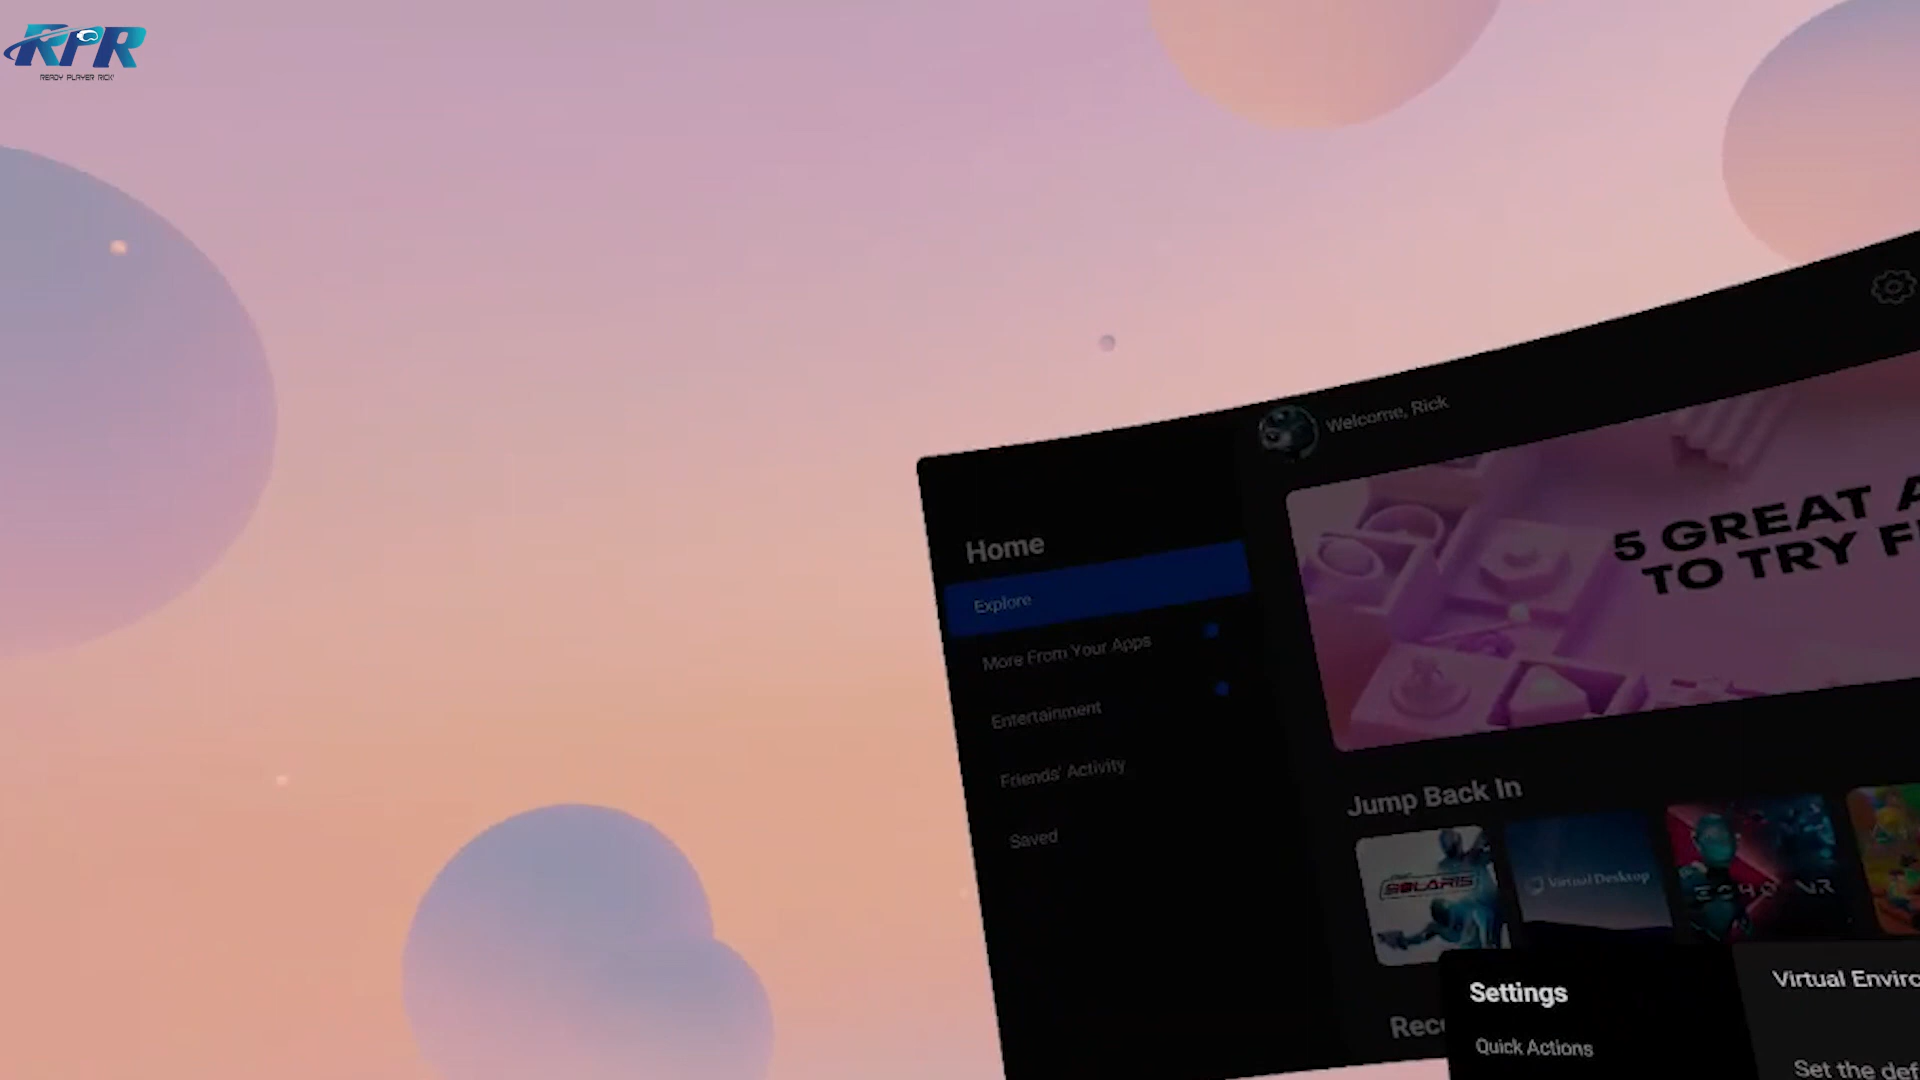 RPR
READY PLAYER RICK
Welcome, Rick
Home
Explore
More From Your Apps
Entertainment
Friends' Activity
Saved
5 GREAT A
TO TRY F
Jump Back In
SOLARIS
Virtual Desktop
ECHO VR
Rec
Settings
Quick Actions
Virtual Enviro
Set the def